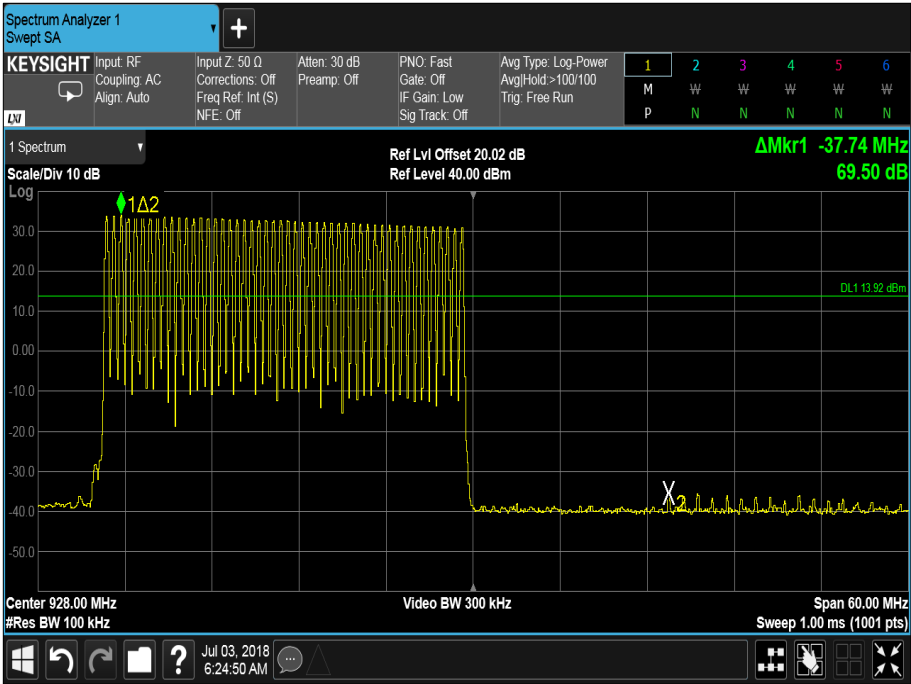 Spectrum Analyzer 1
Swept SA
+
KEYSIGHT
LXI
Input: RF
Coupling: AC
Align: Auto
Input Z: 50 Ω
Corrections: Off
Freq Ref: Int (S)
NFE: Off
Atten: 30 dB
Preamp: Off
PNO: Fast
Gate: Off
IF Gain: Low
Sig Track: Off
Avg Type: Log-Power
Avg|Hold:>100/100
Trig: Free Run
1 2 3 4 5 6
M W W W W W
P N N N N N
1 Spectrum
Scale/Div 10 dB
Log
Ref Lvl Offset 20.02 dB
Ref Level 40.00 dBm
ΔMkr1 -37.74 MHz
69.50 dB
1Δ2
30.0
20.0
DL1 13.92 dBm
10.0
0.00
-10.0
-20.0
-30.0
X2
-40.0
-50.0
Center 928.00 MHz
#Res BW 100 kHz
Video BW 300 kHz
Span 60.00 MHz
Sweep 1.00 ms (1001 pts)
?
Jul 03, 2018
6:24:50 AM